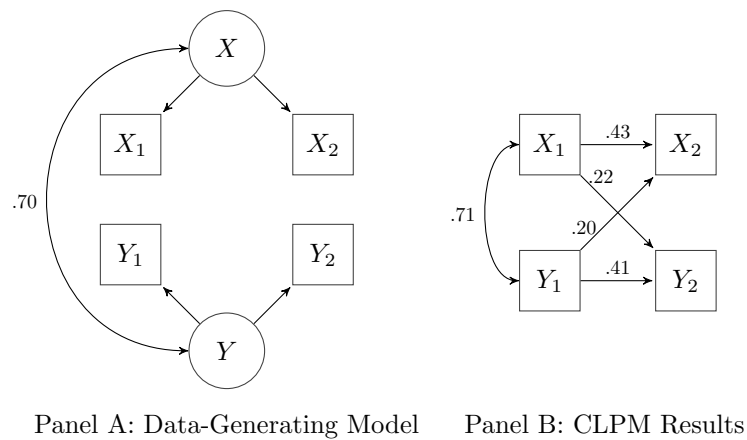 X
X₁
X₂
.70
Y₁
Y₂
Y
X₁
.43
X₂
.22
.71
.20
Y₁
.41
Y₂
Panel A: Data-Generating Model
Panel B: CLPM Results